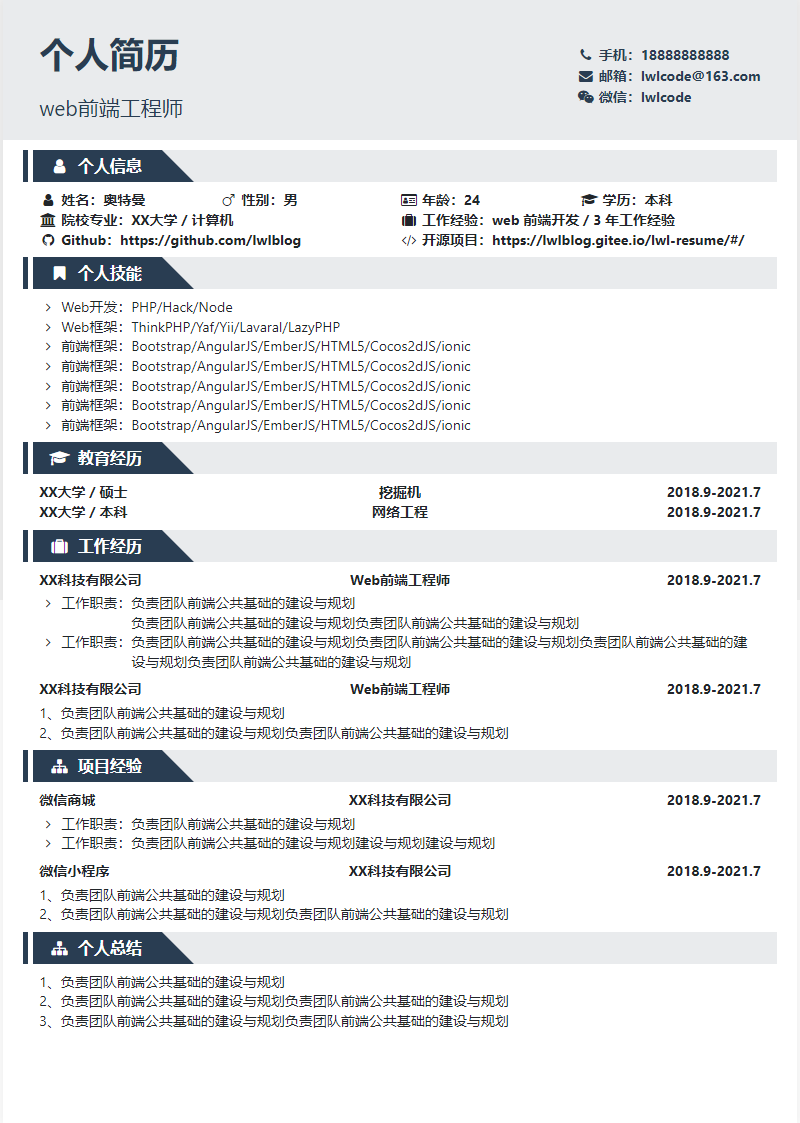 个人简历
web前端工程师
手机：18888888888
邮箱：lwlcode@163.com
微信：lwlcode
个人信息
姓名：奥特曼 性别：男 年龄：24 学历：本科
院校专业：XX大学 / 计算机 工作经验：web 前端开发 / 3 年工作经验
Github：https://github.com/lwlblog 开源项目：https://lwlblog.gitee.io/lwl-resume/#/
个人技能
Web开发：PHP/Hack/Node
Web框架：ThinkPHP/Yaf/Yii/Lavaral/LazyPHP
前端框架：Bootstrap/AngularJS/EmberJS/HTML5/Cocos2dJS/ionic
前端框架：Bootstrap/AngularJS/EmberJS/HTML5/Cocos2dJS/ionic
前端框架：Bootstrap/AngularJS/EmberJS/HTML5/Cocos2dJS/ionic
前端框架：Bootstrap/AngularJS/EmberJS/HTML5/Cocos2dJS/ionic
前端框架：Bootstrap/AngularJS/EmberJS/HTML5/Cocos2dJS/ionic
教育经历
XX大学 / 硕士 挖掘机 2018.9-2021.7
XX大学 / 本科 网络工程 2018.9-2021.7
工作经历
XX科技有限公司 Web前端工程师 2018.9-2021.7
工作职责：负责团队前端公共基础的建设与规划
负责团队前端公共基础的建设与规划负责团队前端公共基础的建设与规划
工作职责：负责团队前端公共基础的建设与规划负责团队前端公共基础的建设与规划负责团队前端公共基础的建
设与规划负责团队前端公共基础的建设与规划
XX科技有限公司 Web前端工程师 2018.9-2021.7
1、负责团队前端公共基础的建设与规划
2、负责团队前端公共基础的建设与规划负责团队前端公共基础的建设与规划
项目经验
微信商城 XX科技有限公司 2018.9-2021.7
工作职责：负责团队前端公共基础的建设与规划
工作职责：负责团队前端公共基础的建设与规划建设与规划建设与规划
微信小程序 XX科技有限公司 2018.9-2021.7
1、负责团队前端公共基础的建设与规划
2、负责团队前端公共基础的建设与规划负责团队前端公共基础的建设与规划
个人总结
1、负责团队前端公共基础的建设与规划
2、负责团队前端公共基础的建设与规划负责团队前端公共基础的建设与规划
3、负责团队前端公共基础的建设与规划负责团队前端公共基础的建设与规划